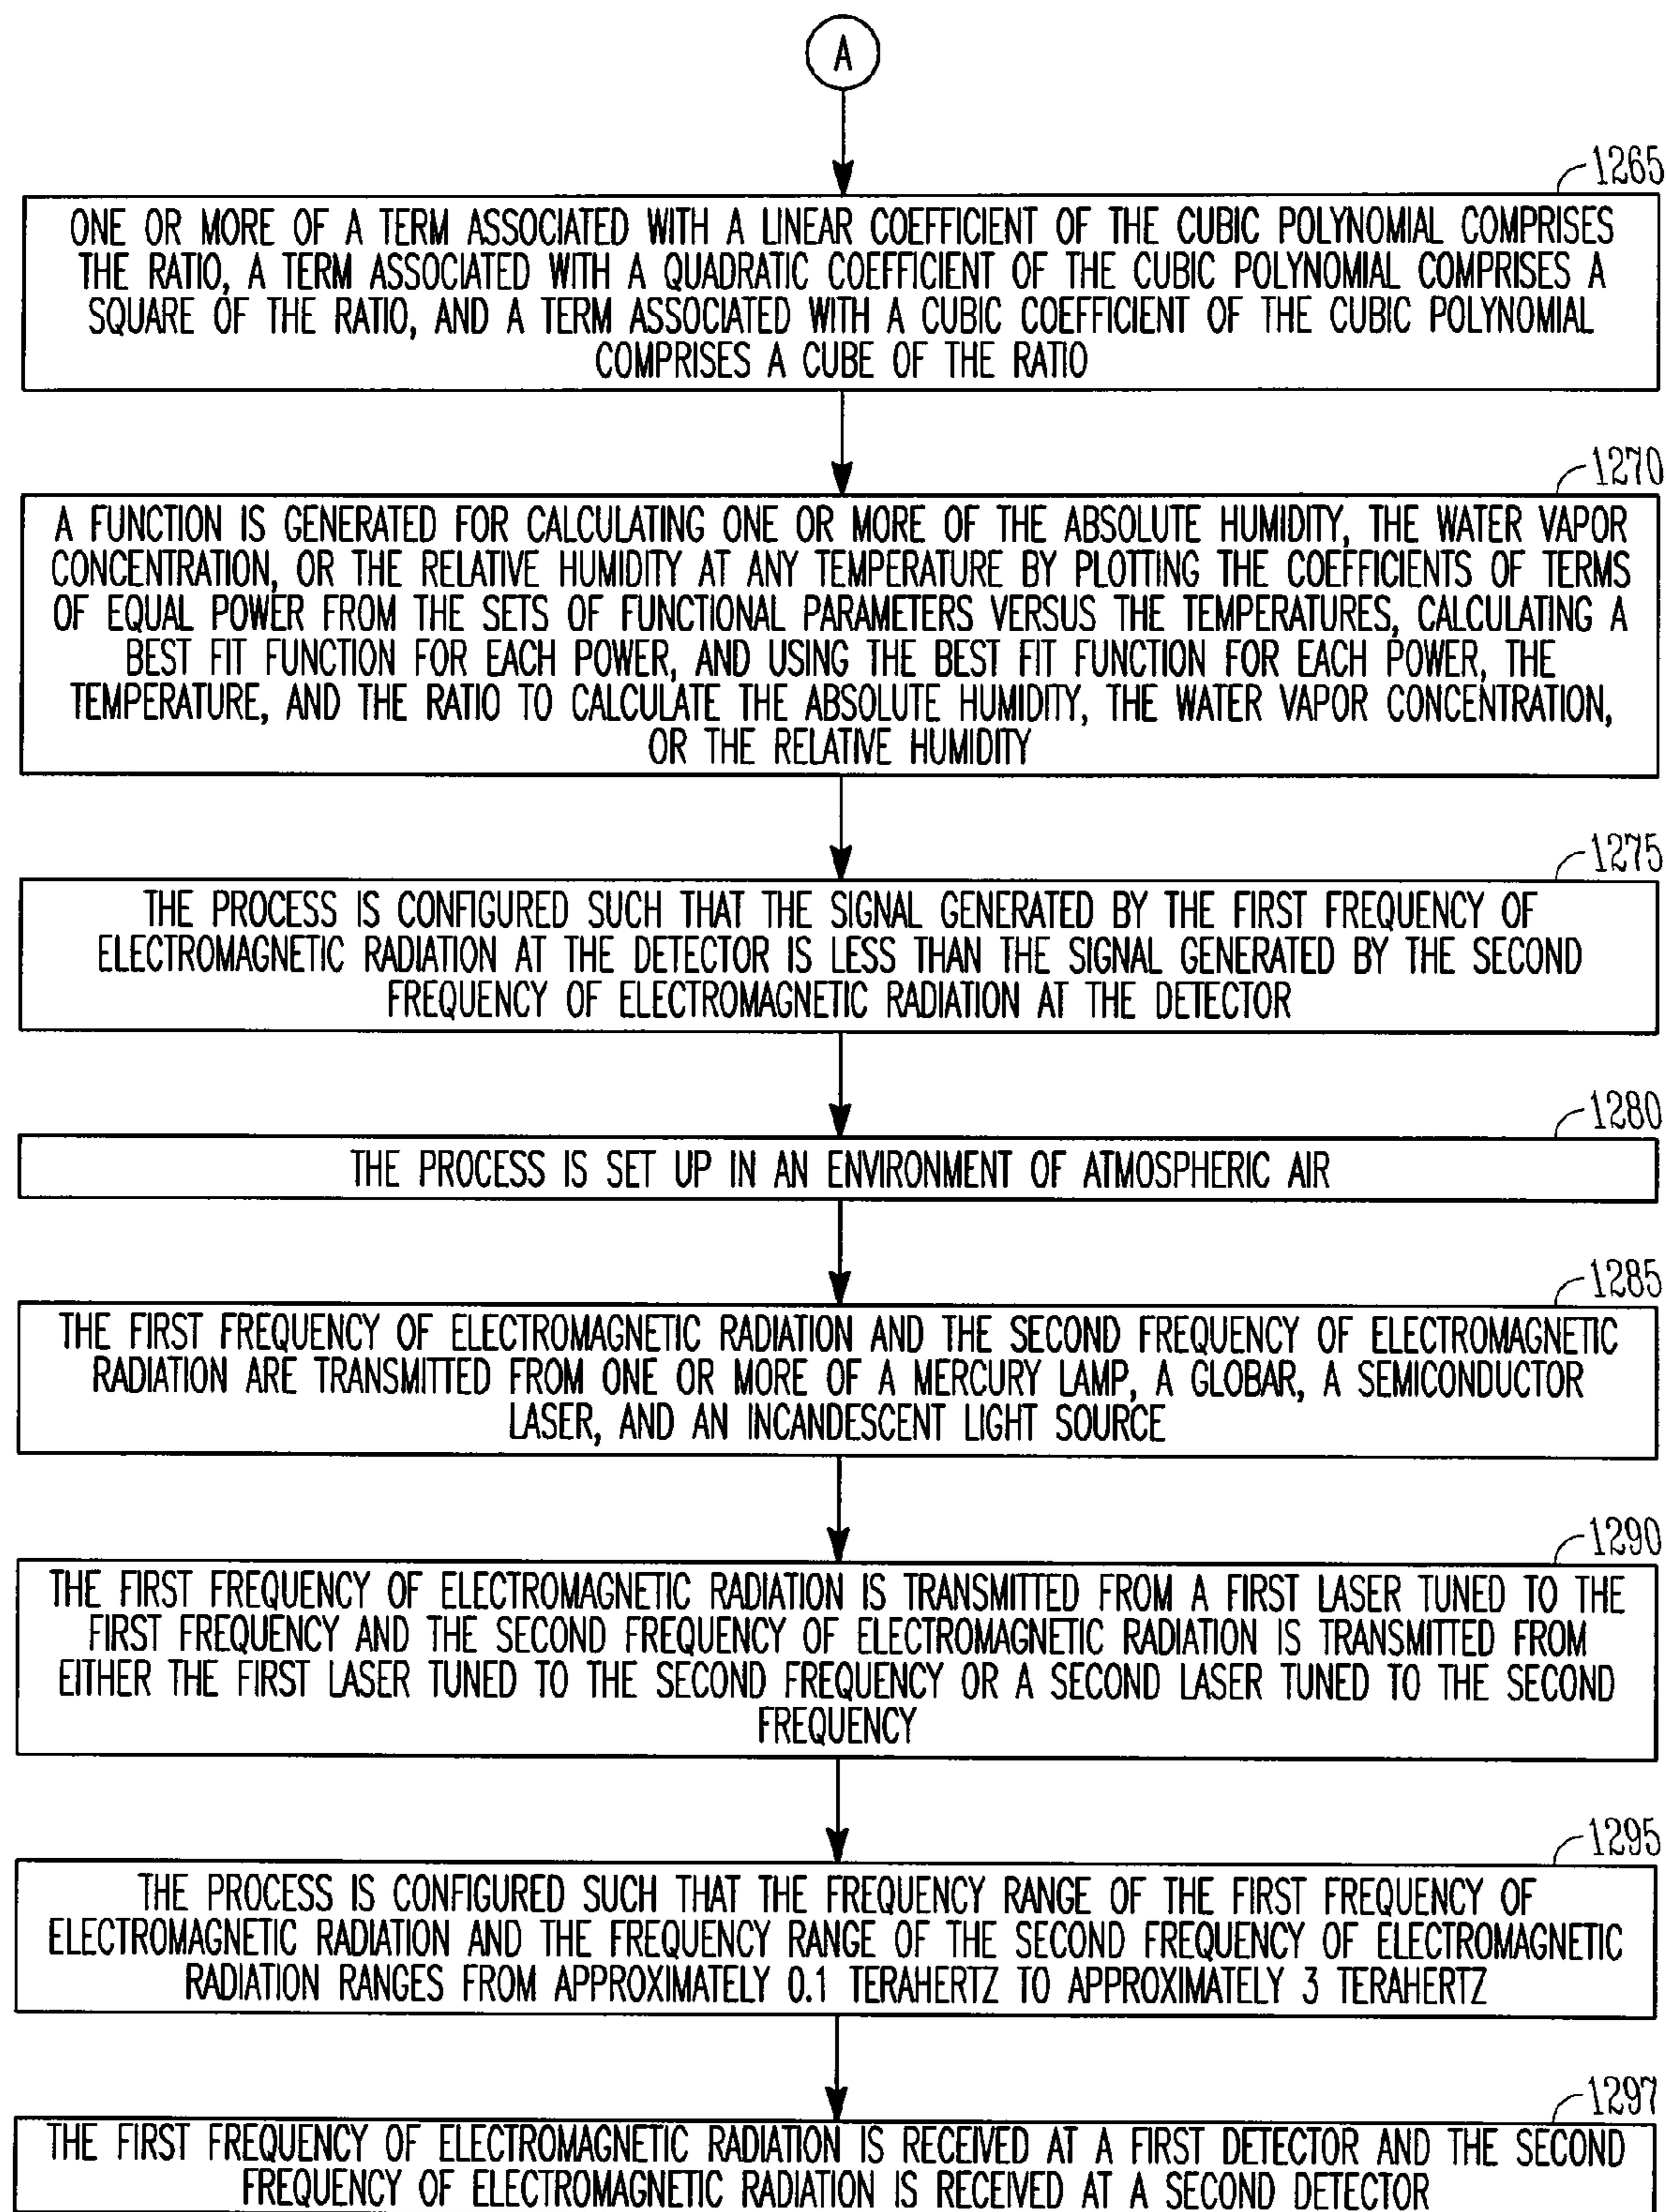 A
1265
ONE OR MORE OF A TERM ASSOCIATED WITH A LINEAR COEFFICIENT OF THE CUBIC POLYNOMIAL COMPRISES
THE RATIO, A TERM ASSOCIATED WITH A QUADRATIC COEFFICIENT OF THE CUBIC POLYNOMIAL COMPRISES A
SQUARE OF THE RATIO, AND A TERM ASSOCIATED WITH A CUBIC COEFFICIENT OF THE CUBIC POLYNOMIAL
COMPRISES A CUBE OF THE RATIO
1270
A FUNCTION IS GENERATED FOR CALCULATING ONE OR MORE OF THE ABSOLUTE HUMIDITY, THE WATER VAPOR
CONCENTRATION, OR THE RELATIVE HUMIDITY AT ANY TEMPERATURE BY PLOTTING THE COEFFICIENTS OF TERMS
OF EQUAL POWER FROM THE SETS OF FUNCTIONAL PARAMETERS VERSUS THE TEMPERATURES, CALCULATING A
BEST FIT FUNCTION FOR EACH POWER, AND USING THE BEST FIT FUNCTION FOR EACH POWER, THE
TEMPERATURE, AND THE RATIO TO CALCULATE THE ABSOLUTE HUMIDITY, THE WATER VAPOR CONCENTRATION,
OR THE RELATIVE HUMIDITY
1275
THE PROCESS IS CONFIGURED SUCH THAT THE SIGNAL GENERATED BY THE FIRST FREQUENCY OF
ELECTROMAGNETIC RADIATION AT THE DETECTOR IS LESS THAN THE SIGNAL GENERATED BY THE SECOND
FREQUENCY OF ELECTROMAGNETIC RADIATION AT THE DETECTOR
1280
THE PROCESS IS SET UP IN AN ENVIRONMENT OF ATMOSPHERIC AIR
1285
THE FIRST FREQUENCY OF ELECTROMAGNETIC RADIATION AND THE SECOND FREQUENCY OF ELECTROMAGNETIC
RADIATION ARE TRANSMITTED FROM ONE OR MORE OF A MERCURY LAMP, A GLOBAR, A SEMICONDUCTOR
LASER, AND AN INCANDESCENT LIGHT SOURCE
1290
THE FIRST FREQUENCY OF ELECTROMAGNETIC RADIATION IS TRANSMITTED FROM A FIRST LASER TUNED TO THE
FIRST FREQUENCY AND THE SECOND FREQUENCY OF ELECTROMAGNETIC RADIATION IS TRANSMITTED FROM
EITHER THE FIRST LASER TUNED TO THE SECOND FREQUENCY OR A SECOND LASER TUNED TO THE SECOND
FREQUENCY
1295
THE PROCESS IS CONFIGURED SUCH THAT THE FREQUENCY RANGE OF THE FIRST FREQUENCY OF
ELECTROMAGNETIC RADIATION AND THE FREQUENCY RANGE OF THE SECOND FREQUENCY OF ELECTROMAGNETIC
RADIATION RANGES FROM APPROXIMATELY 0.1 TERAHERTZ TO APPROXIMATELY 3 TERAHERTZ
1297
THE FIRST FREQUENCY OF ELECTROMAGNETIC RADIATION IS RECEIVED AT A FIRST DETECTOR AND THE SECOND
FREQUENCY OF ELECTROMAGNETIC RADIATION IS RECEIVED AT A SECOND DETECTOR